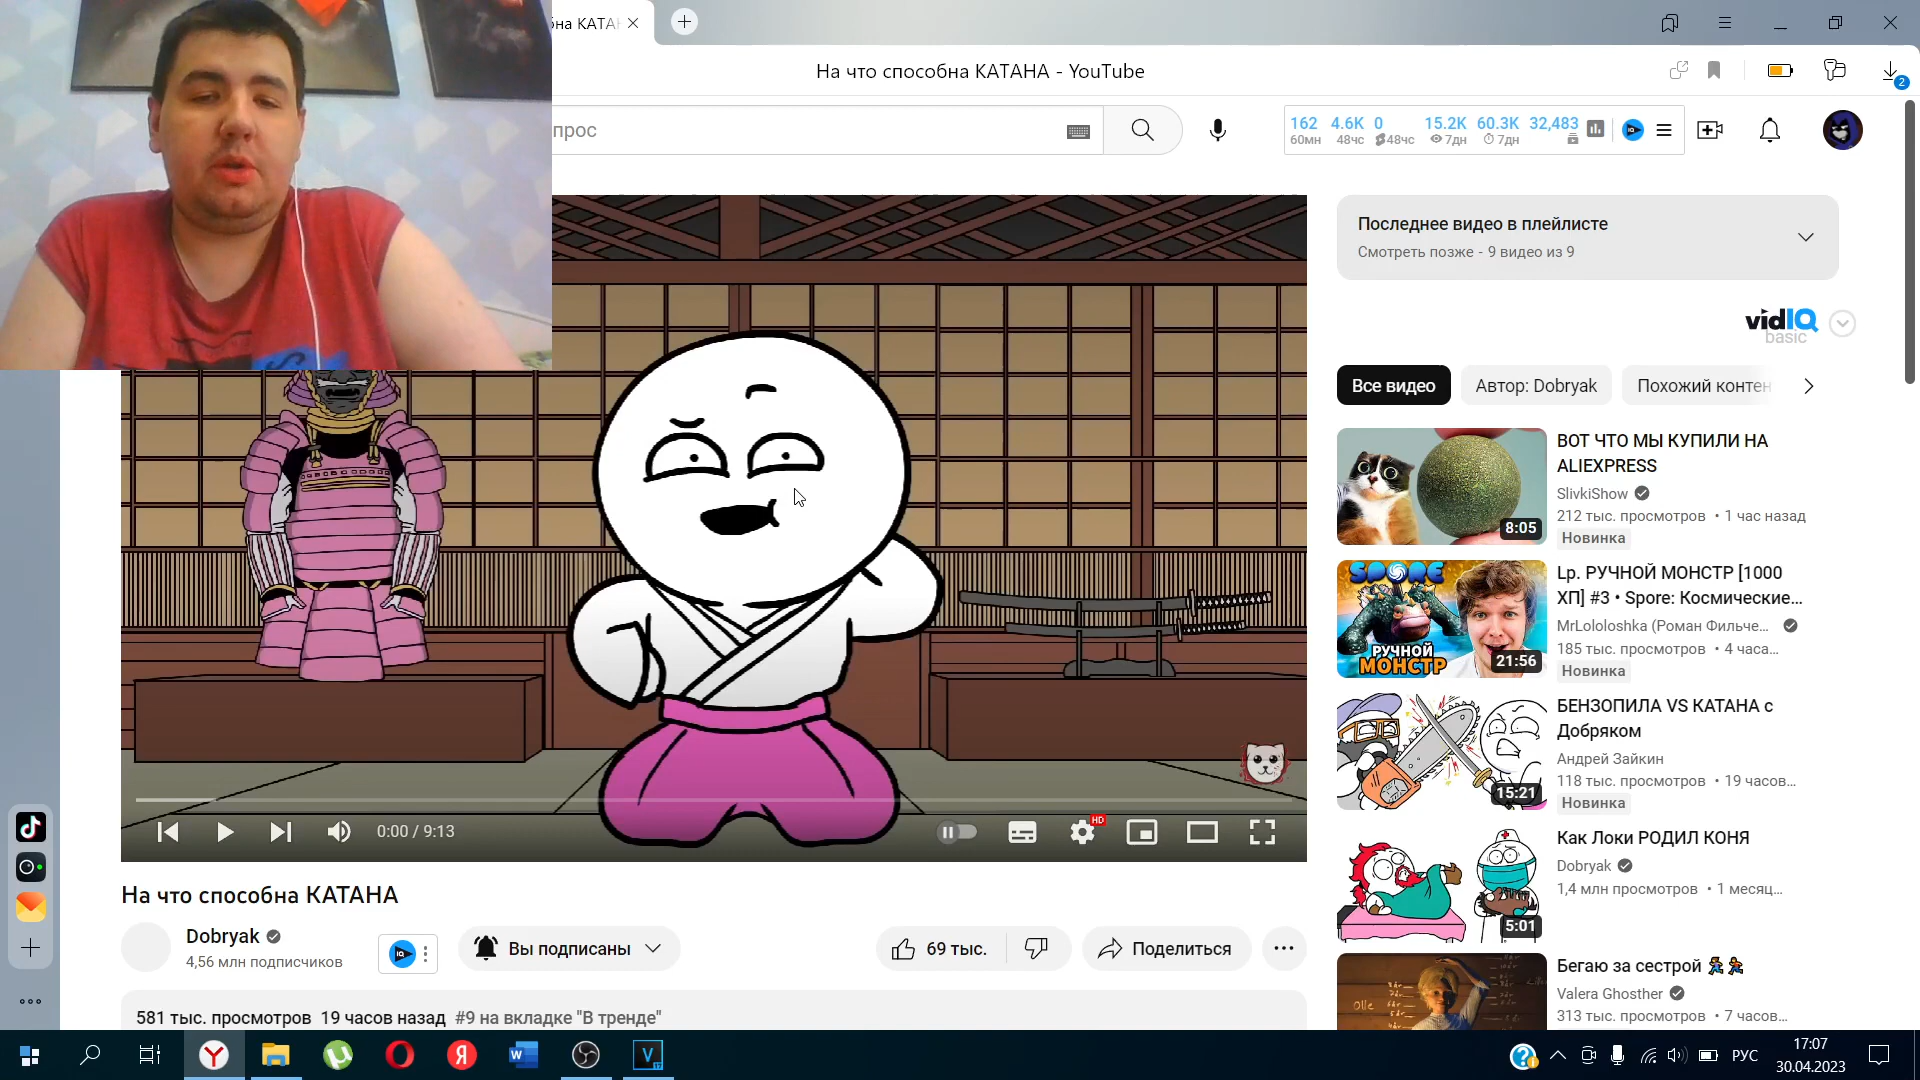 бна КАТАН
На что способна КАТАНА - YouTube
2
прос
162 4.6K 0 15.2K 60.3K 32,483
60мн 48чс 48чс 7дн 7дн
IQ
Последнее видео в плейлисте
Смотреть позже - 9 видео из 9
vidIQ
basic
Все видео Автор: Dobryak Похожий контен
ВОТ ЧТО МЫ КУПИЛИ НА
ALIEXPRESS
SlivkiShow
212 тыс. просмотров • 1 час назад
Новинка
8:05
Lp. РУЧНОЙ МОНСТР [1000
ХП] #3 • Spore: Космические...
MrLololoshka (Роман Фильче...
185 тыс. просмотров • 4 часа...
Новинка
SPORE
РУЧНОЙ
МОНСТР
21:56
БЕНЗОПИЛА VS КАТАНА с
Добряком
Андрей Зайкин
118 тыс. просмотров • 19 часов...
Новинка
15:21
Как Локи РОДИЛ КОНЯ
Dobryak
1,4 млн просмотров • 1 месяц...
5:01
Бегаю за сестрой
Valera Ghosther
313 тыс. просмотров • 7 часов...
Olle
0:00 / 9:13
HD
На что способна КАТАНА
Dobryak
4,56 млн подписчиков
IQ
Вы подписаны
69 тыс.
Поделиться
581 тыс. просмотров 19 часов назад #9 на вкладке "В тренде"
РУС
17:07
30.04.2023